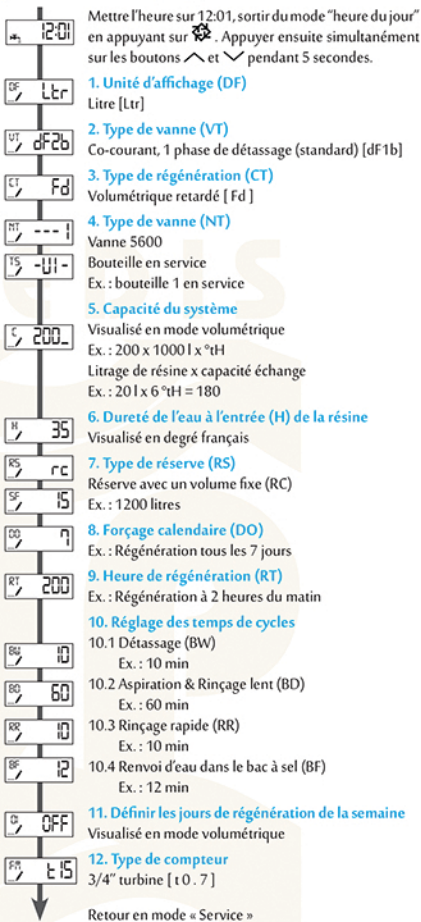 Mettre l'heure sur 12:01, sortir du mode "heure du jour"
12:01
en appuyant sur . Appuyer ensuite simultanément
sur les boutons et pendant 5 secondes.
1. Unité d'affichage (DF)
DF Ltr
Litre [Ltr]
2. Type de vanne (VT)
VT dF2b
Co-courant, 1 phase de détassage (standard) [dF1b]
3. Type de régénération (CT)
CT Fd
Volumétrique retardé [ Fd ]
4. Type de vanne (NT)
NT - - - 1
Vanne 5600
TS -U1-
Bouteille en service
Ex. : bouteille 1 en service
5. Capacité du système
C 200_
Visualisé en mode volumétrique
Ex. : 200 x 1000 l x °tH
Litrage de résine x capacité échange
Ex. : 20 l x 6 °tH = 180
6. Dureté de l'eau à l'entrée (H) de la résine
H 35
Visualisé en degré français
7. Type de réserve (RS)
RS rc
Réserve avec un volume fixe (RC)
SF 15
Ex. : 1200 litres
8. Forçage calendaire (DO)
DO 7
Ex. : Régénération tous les 7 jours
9. Heure de régénération (RT)
RT 200
Ex. : Régénération à 2 heures du matin
10. Réglage des temps de cycles
BW 10
10.1 Détassage (BW)
Ex. : 10 min
BD 60
10.2 Aspiration & Rinçage lent (BD)
Ex. : 60 min
RR 10
10.3 Rinçage rapide (RR)
Ex. : 10 min
BF 12
10.4 Renvoi d'eau dans le bac à sel (BF)
Ex. : 12 min
11. Définir les jours de régénération de la semaine
OFF
Visualisé en mode volumétrique
12. Type de compteur
FM t15
3/4" turbine [ t 0 . 7 ]
Retour en mode « Service »